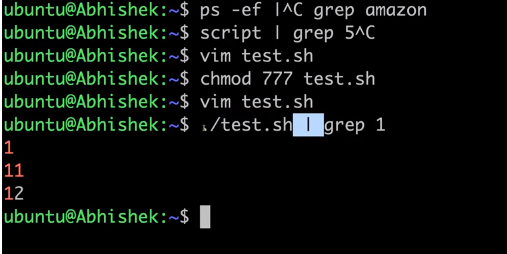 ubuntu@Abhishek:~$ ps -ef |^C grep amazon
ubuntu@Abhishek:~$ script | grep 5^C
ubuntu@Abhishek:~$ vim test.sh
ubuntu@Abhishek:~$ chmod 777 test.sh
ubuntu@Abhishek:~$ vim test.sh
ubuntu@Abhishek:~$ ./test.sh | grep 1
1
11
12
ubuntu@Abhishek:~$